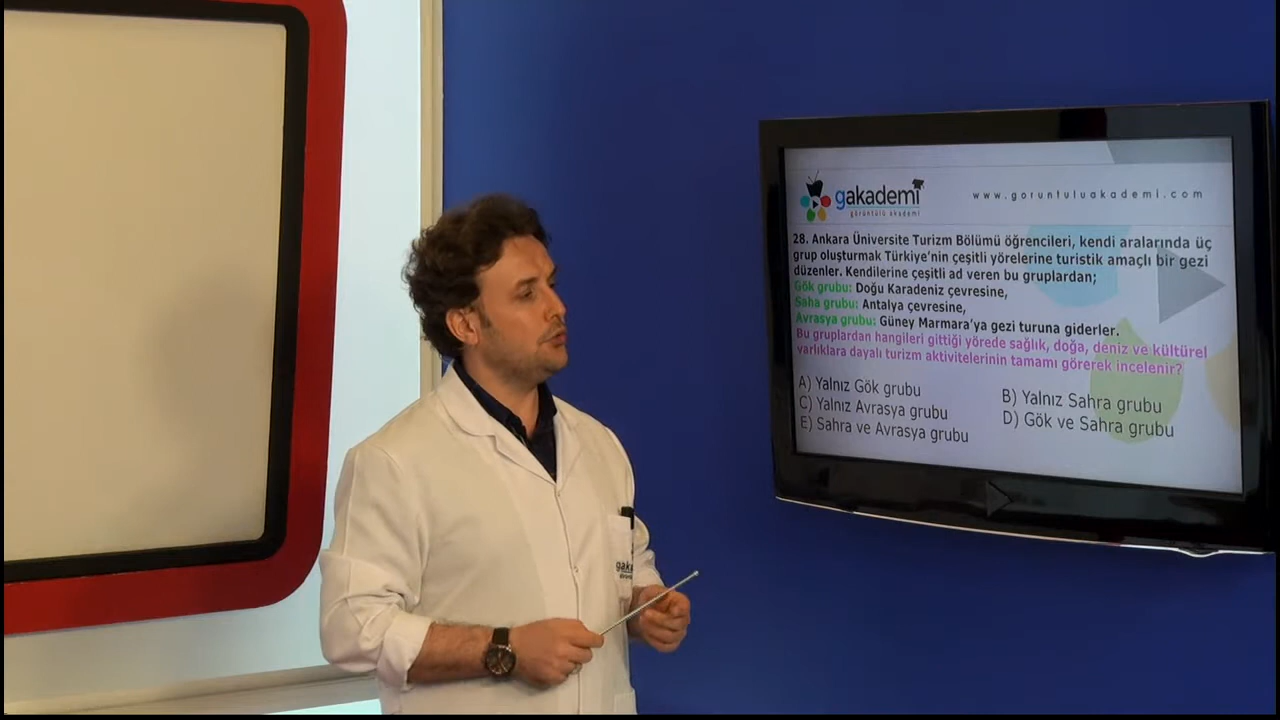 gakademi
görüntülü akademi
www.goruntuluakademi.com
28. Ankara Üniversite Turizm Bölümü öğrencileri, kendi aralarında üç
grup oluşturmak Türkiye'nin çeşitli yörelerine turistik amaçlı bir gezi
düzenler. Kendilerine çeşitli ad veren bu gruplardan;
Gök grubu: Doğu Karadeniz çevresine,
Saha grubu: Antalya çevresine,
Avrasya grubu: Güney Marmara'ya gezi turuna giderler.
Bu gruplardan hangileri gittiği yörede sağlık, doğa, deniz ve kültürel
varlıklara dayalı turizm aktivitelerinin tamamı görerek incelenir?
A) Yalnız Gök grubu
B) Yalnız Sahra grubu
C) Yalnız Avrasya grubu
D) Gök ve Sahra grubu
E) Sahra ve Avrasya grubu